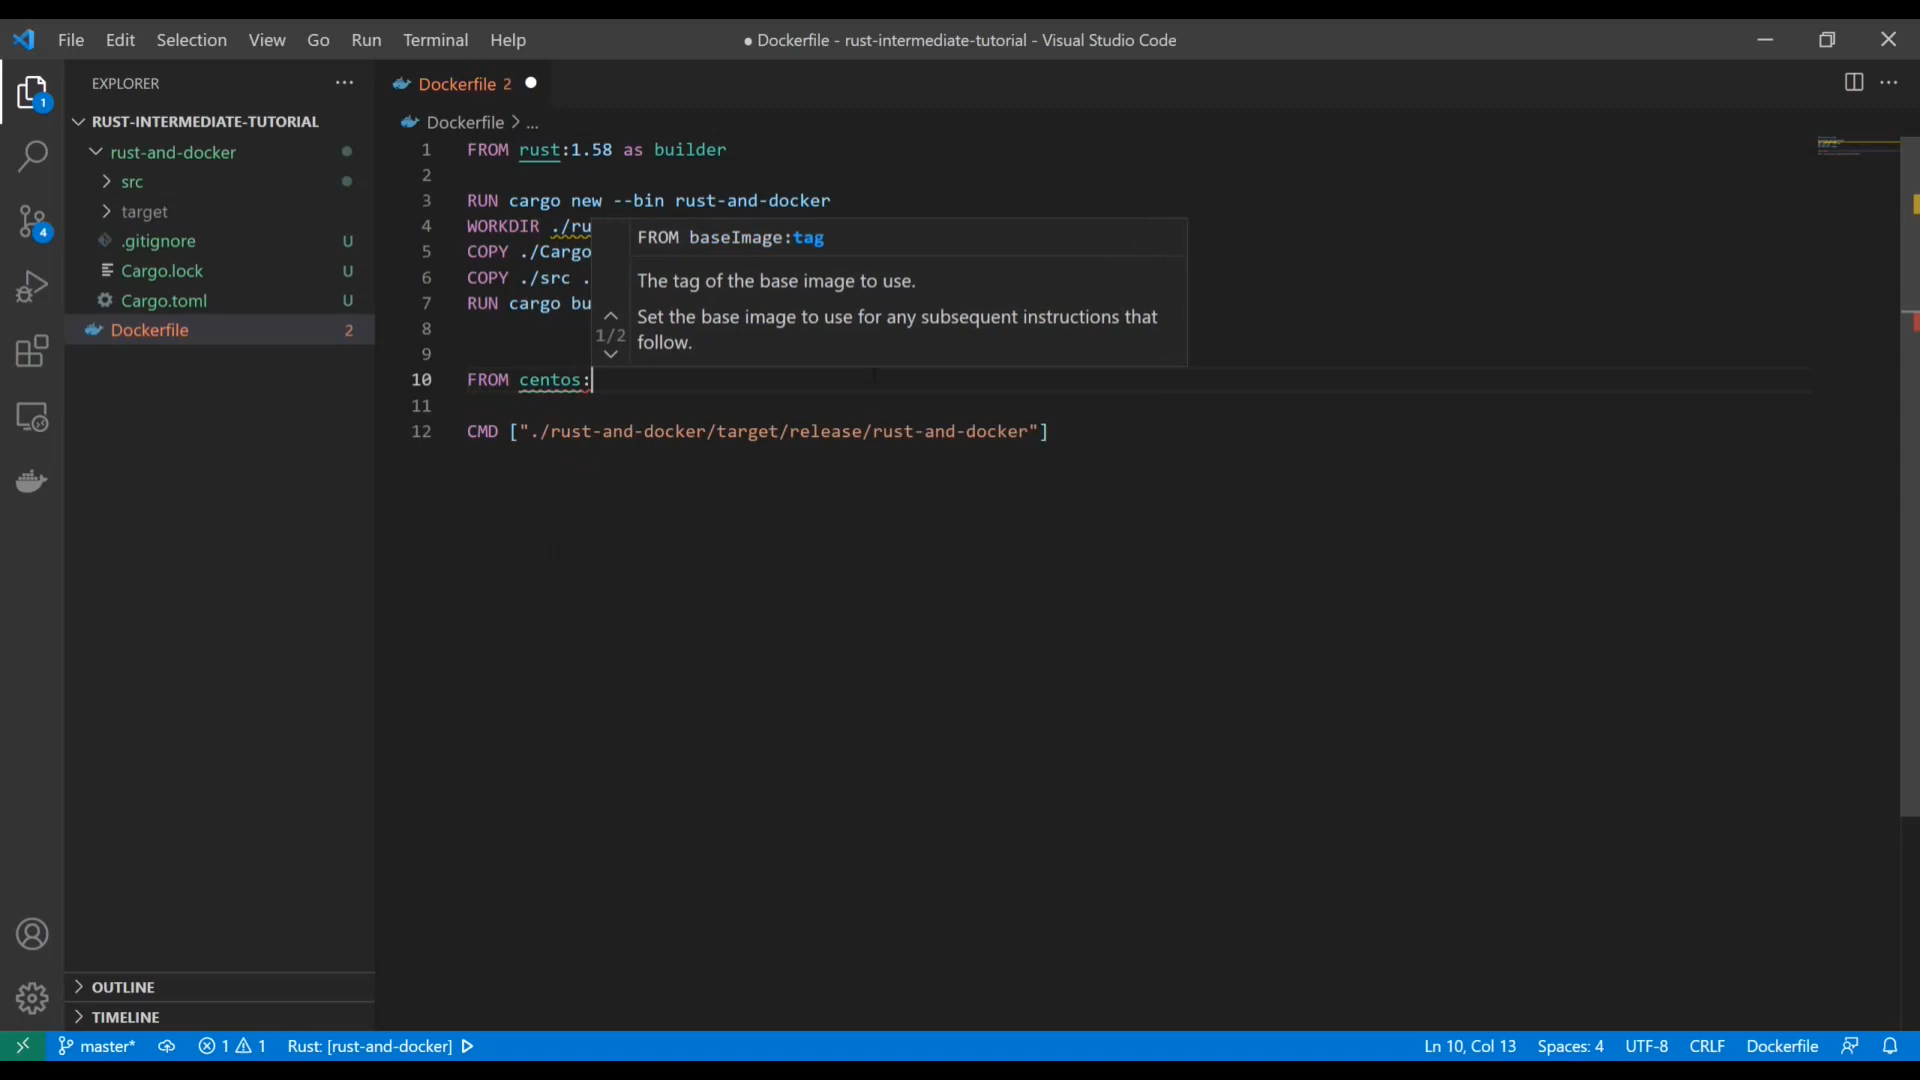 File Edit Selection View Go Run Terminal Help
● Dockerfile - rust-intermediate-tutorial - Visual Studio Code
EXPLORER
Dockerfile 2
1
RUST-INTERMEDIATE-TUTORIAL
Dockerfile > ...
rust-and-docker
src
target
.gitignore U
4
Cargo.lock U
Cargo.toml U
Dockerfile 2
1 FROM rust:1.58 as builder
2
3 RUN cargo new --bin rust-and-docker
4 WORKDIR ./ru
5 COPY ./Cargo
6 COPY ./src .
7 RUN cargo bu
8
9
10 FROM centos:
11
12 CMD ["./rust-and-docker/target/release/rust-and-docker"]
FROM baseImage:tag
The tag of the base image to use.
Set the base image to use for any subsequent instructions that
1/2
follow.
OUTLINE
TIMELINE
master* 1 1 Rust: [rust-and-docker] Ln 10, Col 13 Spaces: 4 UTF-8 CRLF Dockerfile